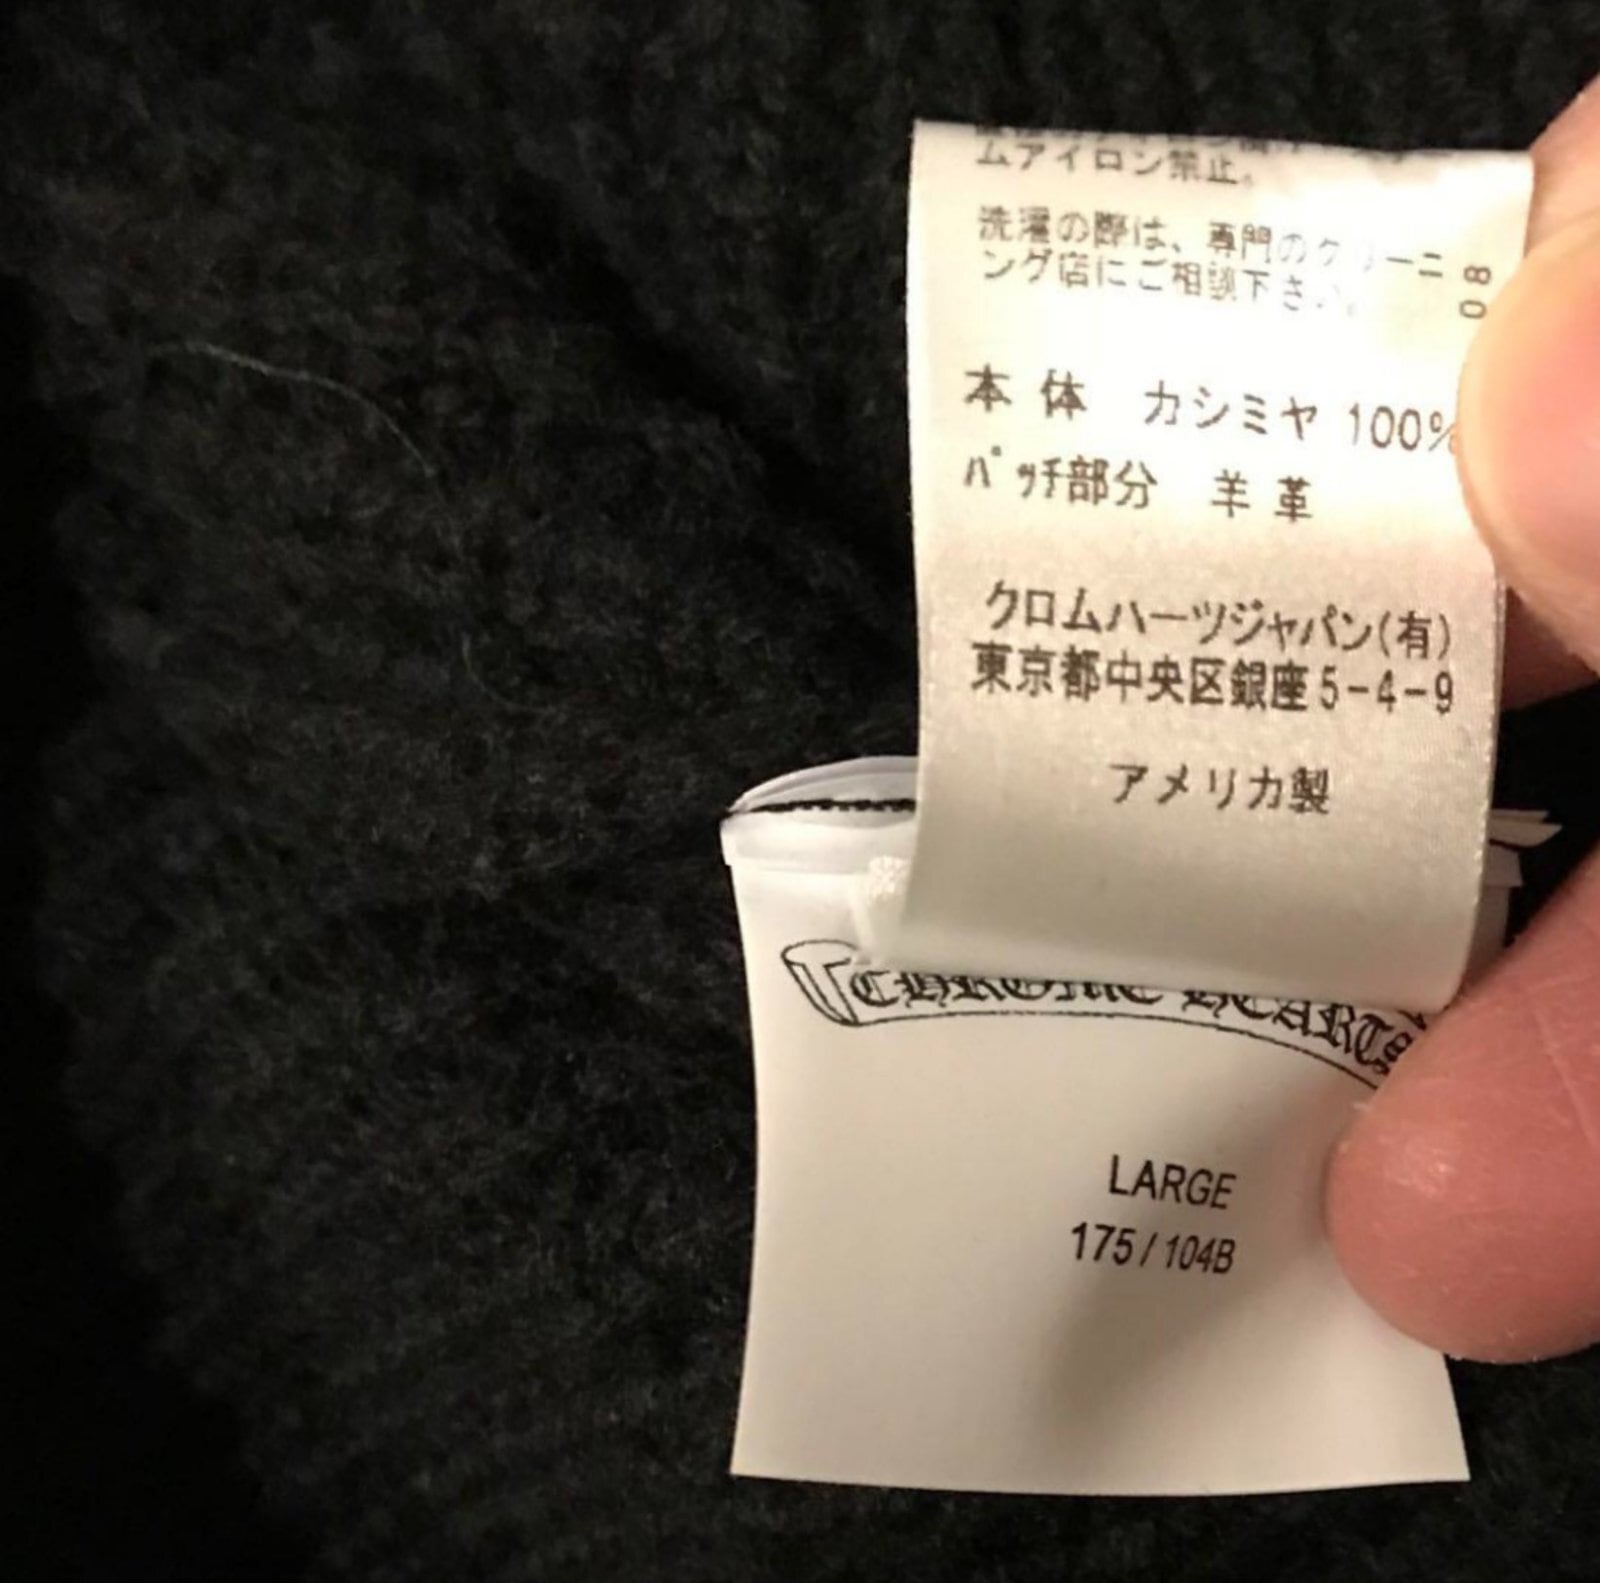 ムアイロン禁止。
洗濯の際は、専門のクリーニ
ング店にご相談下さい。
08
本体 カシミヤ 100%
パッチ部分 羊革
クロムハーツジャパン(有)
東京都中央区銀座5-4-9
アメリカ製
CHROME HEARTS
LARGE
175/104B